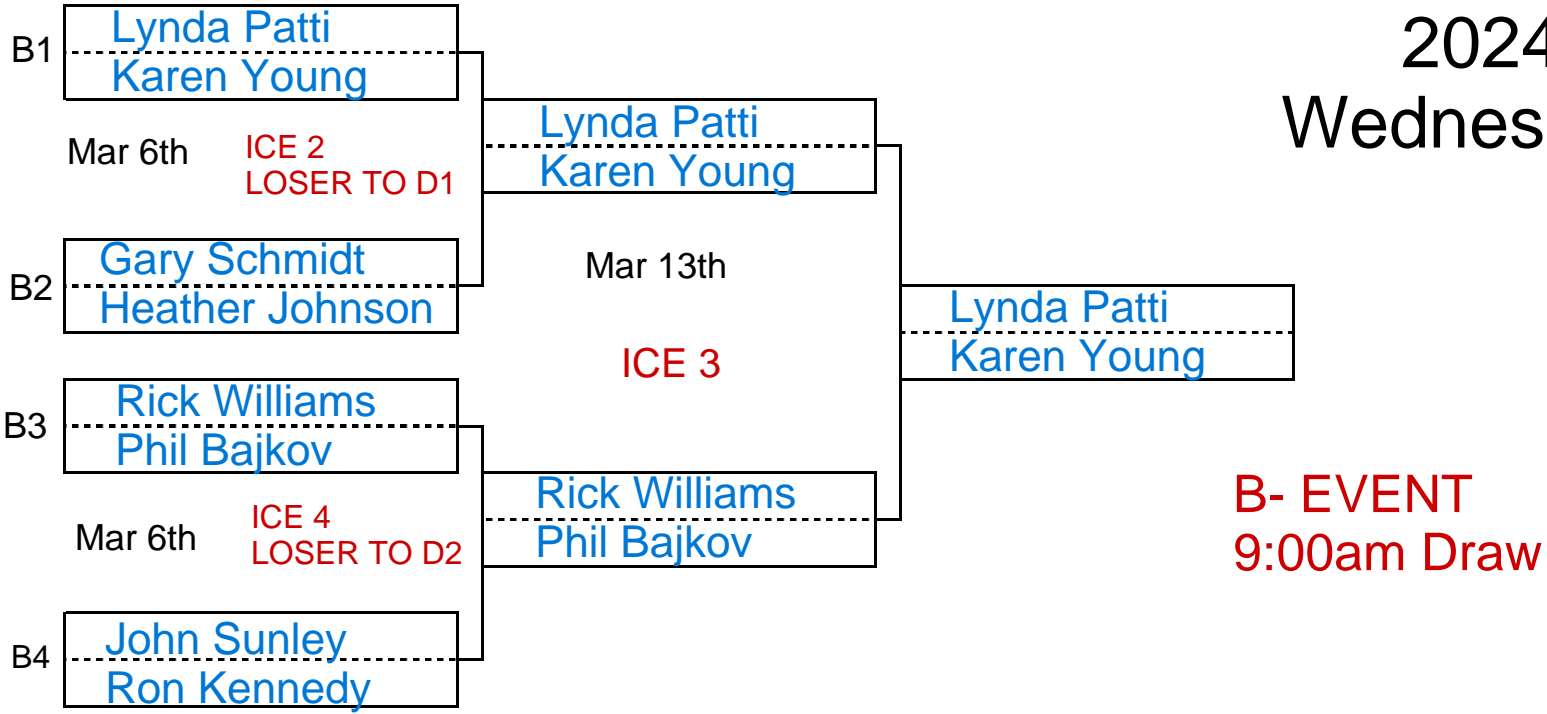 2024
Wednes
B1
Lynda Patti
Karen Young
Mar 6th
ICE 2
LOSER TO D1
B2
Gary Schmidt
Heather Johnson
Lynda Patti
Karen Young
Mar 13th
ICE 3
Lynda Patti
Karen Young
B3
Rick Williams
Phil Bajkov
Mar 6th
ICE 4
LOSER TO D2
B4
John Sunley
Ron Kennedy
Rick Williams
Phil Bajkov
B- EVENT
9:00am Draw